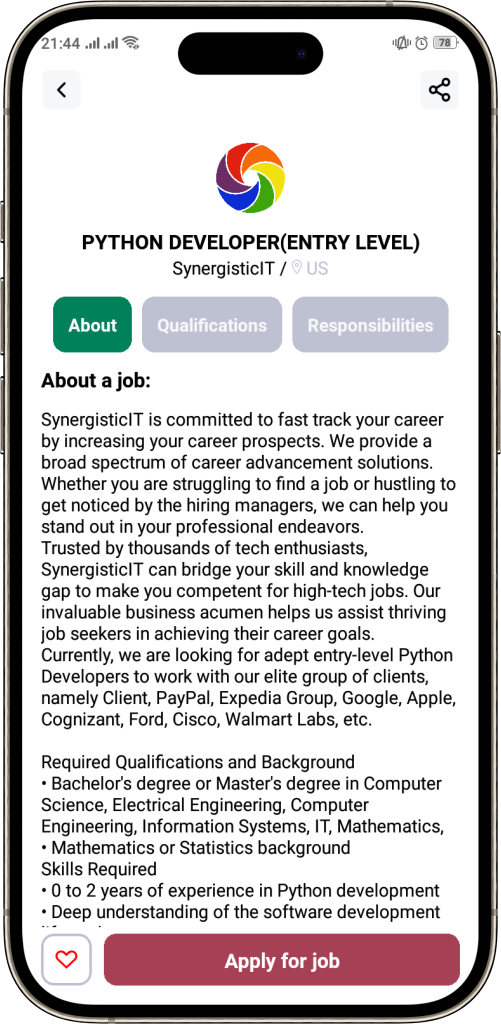 21:44
78
PYTHON DEVELOPER(ENTRY LEVEL)
SynergisticIT / US
About Qualifications Responsibilities
About a job:
SynergisticIT is committed to fast track your career
by increasing your career prospects. We provide a
broad spectrum of career advancement solutions.
Whether you are struggling to find a job or hustling to
get noticed by the hiring managers, we can help you
stand out in your professional endeavors.
Trusted by thousands of tech enthusiasts,
SynergisticIT can bridge your skill and knowledge
gap to make you competent for high-tech jobs. Our
invaluable business acumen helps us assist thriving
job seekers in achieving their career goals.
Currently, we are looking for adept entry-level Python
Developers to work with our elite group of clients,
namely Client, PayPal, Expedia Group, Google, Apple,
Cognizant, Ford, Cisco, Walmart Labs, etc.
Required Qualifications and Background
• Bachelor's degree or Master's degree in Computer
Science, Electrical Engineering, Computer
Engineering, Information Systems, IT, Mathematics,
• Mathematics or Statistics background
Skills Required
• 0 to 2 years of experience in Python development
• Deep understanding of the software development
Apply for job